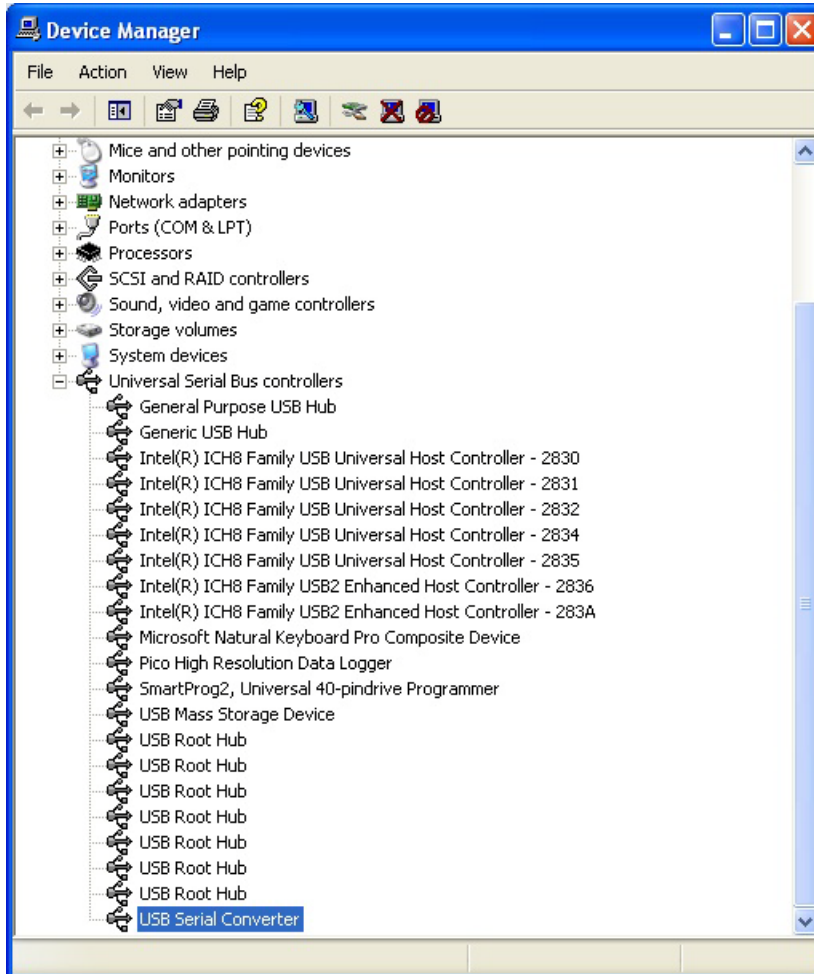 Device Manager
File Action View Help
Mice and other pointing devices
Monitors
Network adapters
Ports (COM & LPT)
Processors
SCSI and RAID controllers
Sound, video and game controllers
Storage volumes
System devices
Universal Serial Bus controllers
General Purpose USB Hub
Generic USB Hub
Intel(R) ICH8 Family USB Universal Host Controller - 2830
Intel(R) ICH8 Family USB Universal Host Controller - 2831
Intel(R) ICH8 Family USB Universal Host Controller - 2832
Intel(R) ICH8 Family USB Universal Host Controller - 2834
Intel(R) ICH8 Family USB Universal Host Controller - 2835
Intel(R) ICH8 Family USB2 Enhanced Host Controller - 2836
Intel(R) ICH8 Family USB2 Enhanced Host Controller - 283A
Microsoft Natural Keyboard Pro Composite Device
Pico High Resolution Data Logger
SmartProg2, Universal 40-pindrive Programmer
USB Mass Storage Device
USB Root Hub
USB Root Hub
USB Root Hub
USB Root Hub
USB Root Hub
USB Root Hub
USB Root Hub
USB Serial Converter